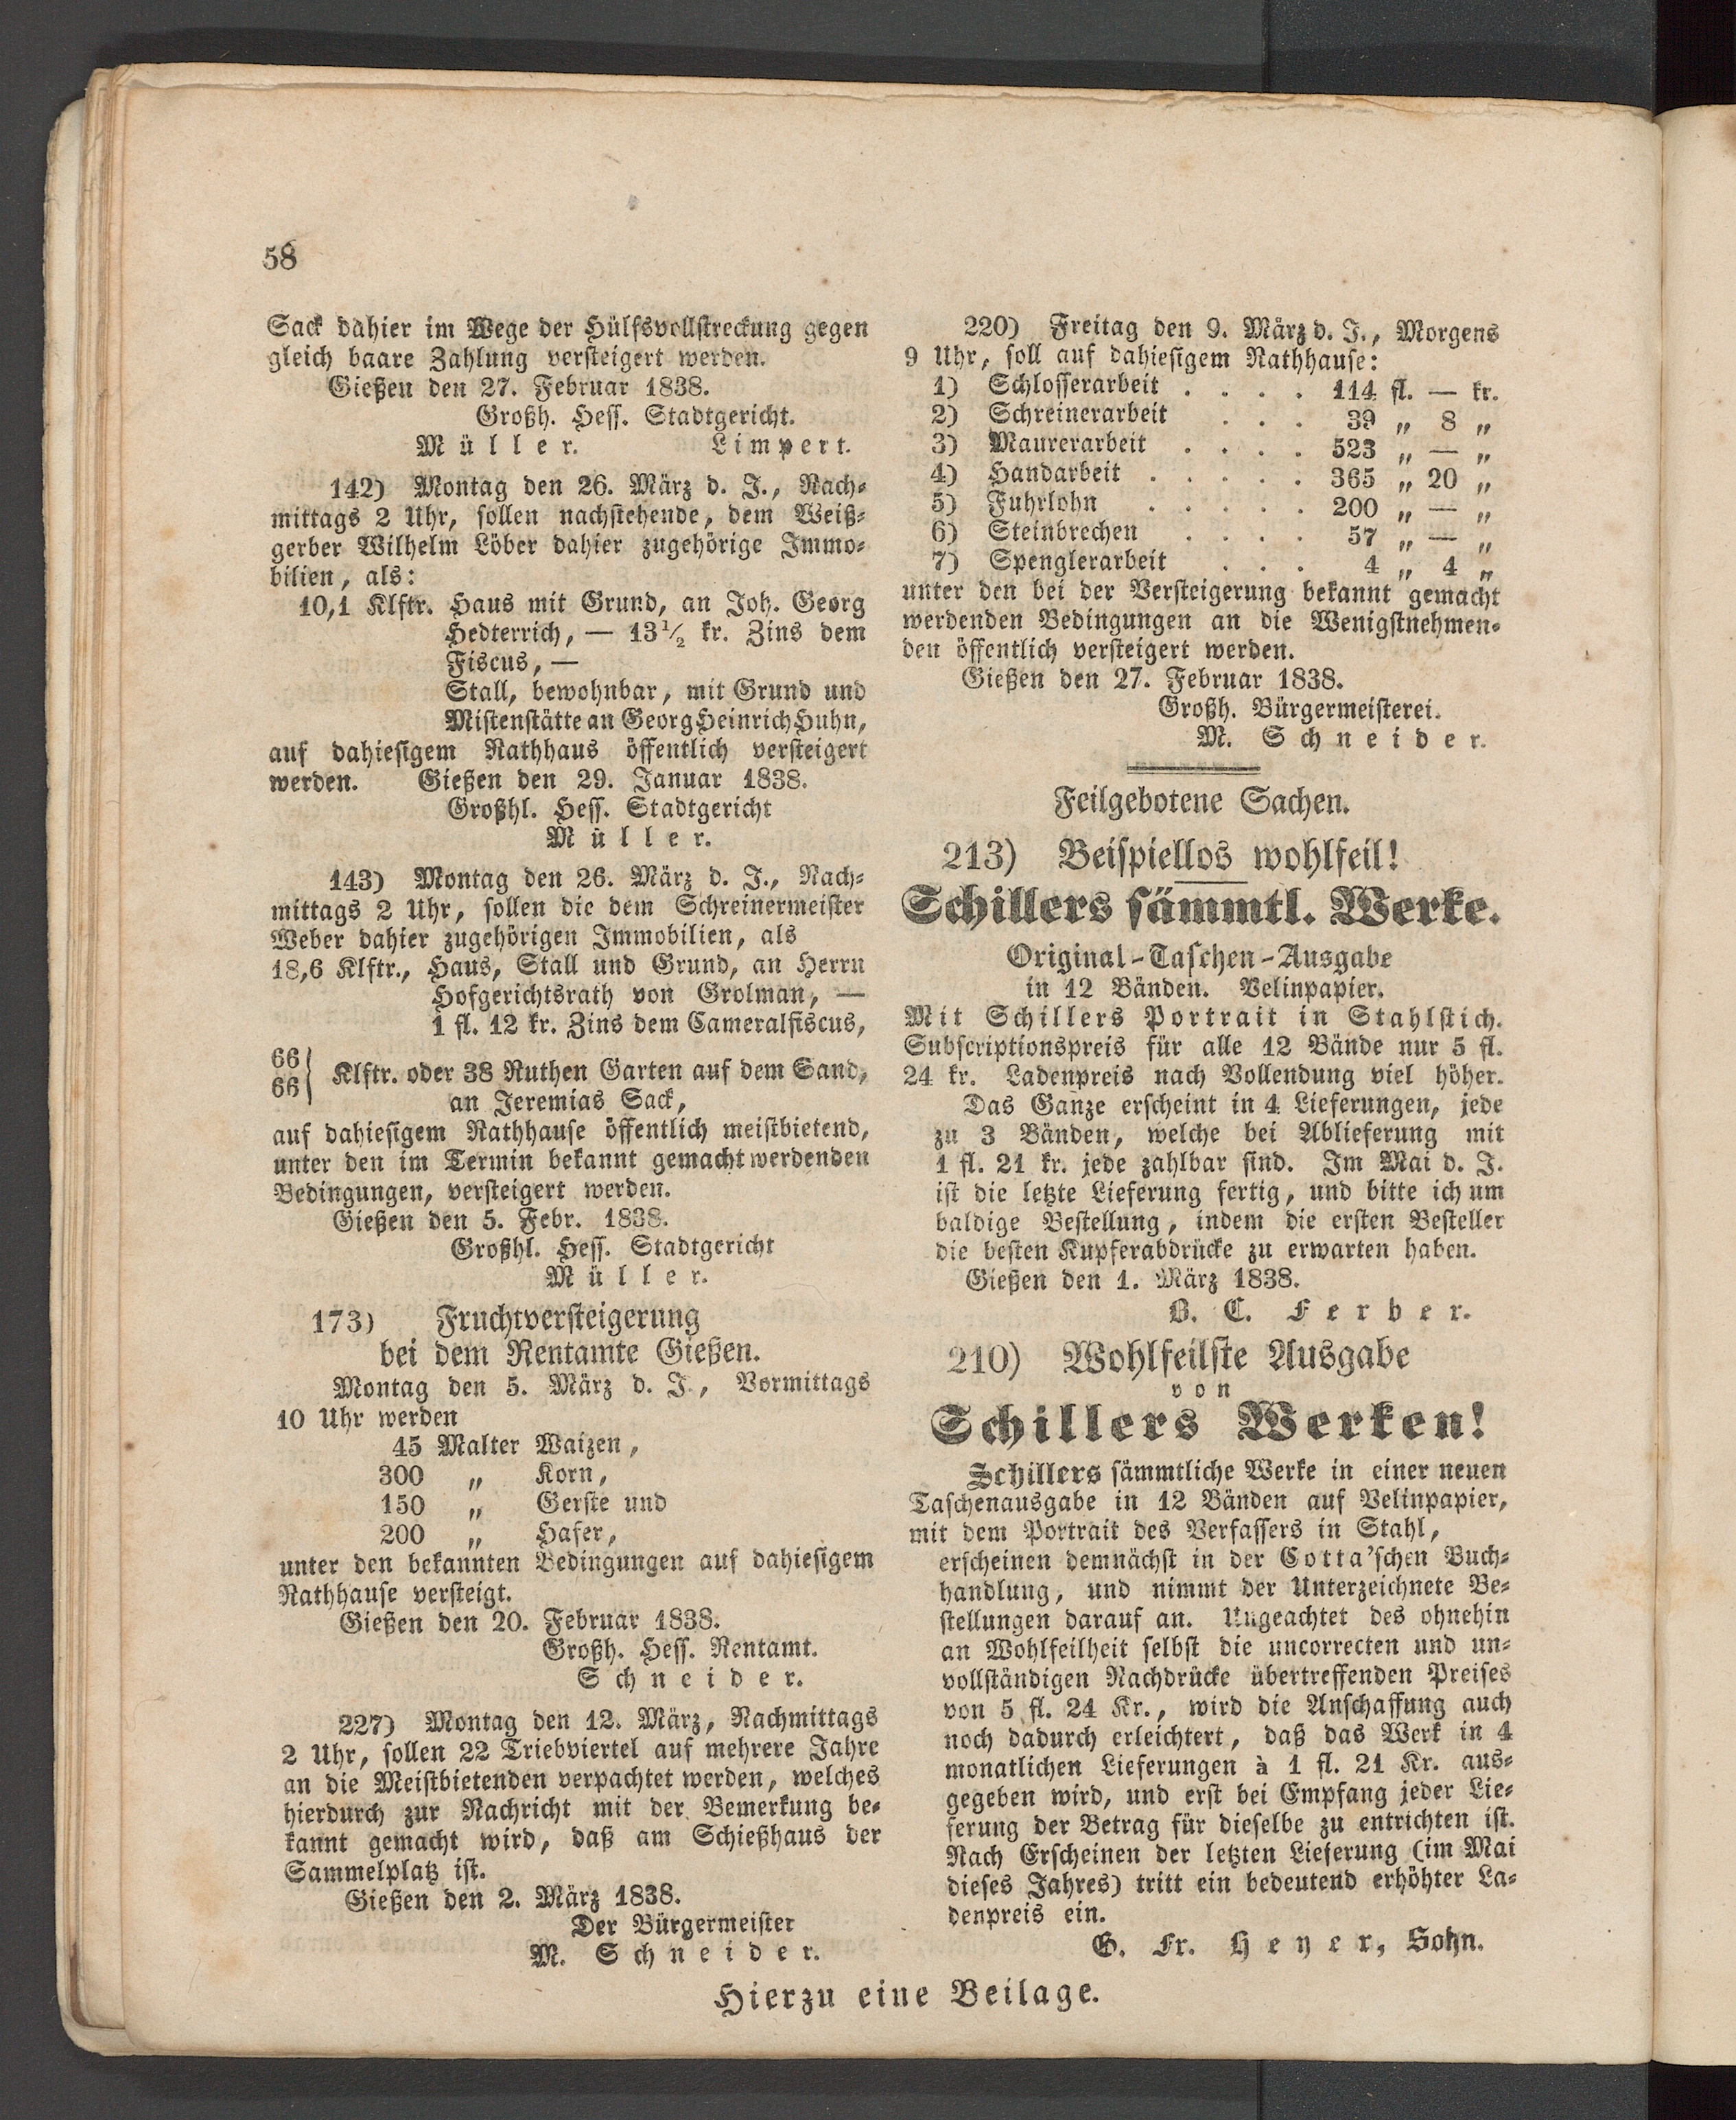 58
Sack dahier im Wege der Hülfsvollstreckung gegen
gleich baare Zahlung versteigert werden.
Gießen den 27. Februar 1838.
Großh. Hess. Stadtgericht.
Müller. Limpert.
142) Montag den 26. März d. J., Nach-
mittags 2 Uhr, sollen nachstehende, dem Weiß-
gerber Wilhelm Löber dahier zugehörige Immo-
bilien, als:
10,1 Klftr. Haus mit Grund, an Joh. Georg
Hedterrich, — 13½ kr. Zins dem
Fiscus, —
Stall, bewohnbar, mit Grund und
Mistenstätte an Georg Heinrich Huhn,
auf dahiesigem Rathhaus öffentlich versteigert
werden. Gießen den 29. Januar 1838.
Großhl. Hess. Stadtgericht
Müller.
143) Montag den 26. März d. J., Nach-
mittags 2 Uhr, sollen die dem Schreinermeister
Weber dahier zugehörigen Immobilien, als
18,6 Klftr., Haus, Stall und Grund, an Herrn
Hofgerichtsrath von Grolman, —
1 fl. 12 kr. Zins dem Cameralfiscus,
66
66} Klftr. oder 38 Ruthen Garten auf dem Sand,
an Jeremias Sack,
auf dahiesigem Rathhause öffentlich meistbietend,
unter den im Termin bekannt gemacht werdenden
Bedingungen, versteigert werden.
Gießen den 5. Febr. 1838.
Großhl. Hess. Stadtgericht
Müller.
173) Fruchtversteigerung
bei dem Rentamte Gießen.
Montag den 5. März d. J., Vormittags
10 Uhr werden
45 Malter Waizen,
300 „ Korn,
150 „ Gerste und
200 „ Hafer,
unter den bekannten Bedingungen auf dahiesigem
Rathhause versteigt.
Gießen den 20. Februar 1838.
Großh. Hess. Rentamt.
Schneider.
227) Montag den 12. März, Nachmittags
2 Uhr, sollen 22 Triebviertel auf mehrere Jahre
an die Meistbietenden verpachtet werden, welches
hierdurch zur Nachricht mit der Bemerkung be-
kannt gemacht wird, daß am Schießhaus der
Sammelplatz ist.
Gießen den 2. März 1838.
Der Bürgermeister
M. Schneider.
220) Freitag den 9. März d. J., Morgens
9 Uhr, soll auf dahiesigem Rathhause:
1) Schlosserarbeit . . . . 114 fl. — kr.
2) Schreinerarbeit . . . 39 „ 8 „
3) Maurerarbeit . . . . 523 „ — „
4) Handarbeit . . . . . 365 „ 20 „
5) Fuhrlohn . . . . . 200 „ — „
6) Steinbrechen . . . . 57 „ — „
7) Spenglerarbeit . . . 4 „ 4 „
unter den bei der Versteigerung bekannt gemacht
werdenden Bedingungen an die Wenigstnehmen-
den öffentlich versteigert werden.
Gießen den 27. Februar 1838.
Großh. Bürgermeisterei.
M. Schneider.
Feilgebotene Sachen.
213) Beispiellos wohlfeil!
Schillers sämmtl. Werke.
Original-Taschen-Ausgabe
in 12 Bänden. Velinpapier.
Mit Schillers Portrait in Stahlstich.
Subscriptionspreis für alle 12 Bände nur 5 fl.
24 kr. Ladenpreis nach Vollendung viel höher.
Das Ganze erscheint in 4 Lieferungen, jede
zu 3 Bänden, welche bei Ablieferung mit
1 fl. 21 kr. jede zahlbar sind. Im Mai d. J.
ist die letzte Lieferung fertig, und bitte ich um
baldige Bestellung, indem die ersten Besteller
die besten Kupferabdrücke zu erwarten haben.
Gießen den 1. März 1838.
B. C. Ferber.
210) Wohlfeilste Ausgabe
von
Schillers Werken!
Schillers sämmtliche Werke in einer neuen
Taschenausgabe in 12 Bänden auf Velinpapier,
mit dem Portrait des Verfassers in Stahl,
erscheinen demnächst in der Cotta'schen Buch-
handlung, und nimmt der Unterzeichnete Be-
stellungen darauf an. Ungeachtet des ohnehin
an Wohlfeilheit selbst die uncorrecten und un-
vollständigen Nachdrücke übertreffenden Preises
von 5 fl. 24 Kr., wird die Anschaffung auch
noch dadurch erleichtert, daß das Werk in 4
monatlichen Lieferungen à 1 fl. 21 Kr. aus-
gegeben wird, und erst bei Empfang jeder Lie-
ferung der Betrag für dieselbe zu entrichten ist.
Nach Erscheinen der letzten Lieferung (im Mai
dieses Jahres) tritt ein bedeutend erhöhter La-
denpreis ein.
G. Fr. Heyer, Sohn.
Hierzu eine Beilage.